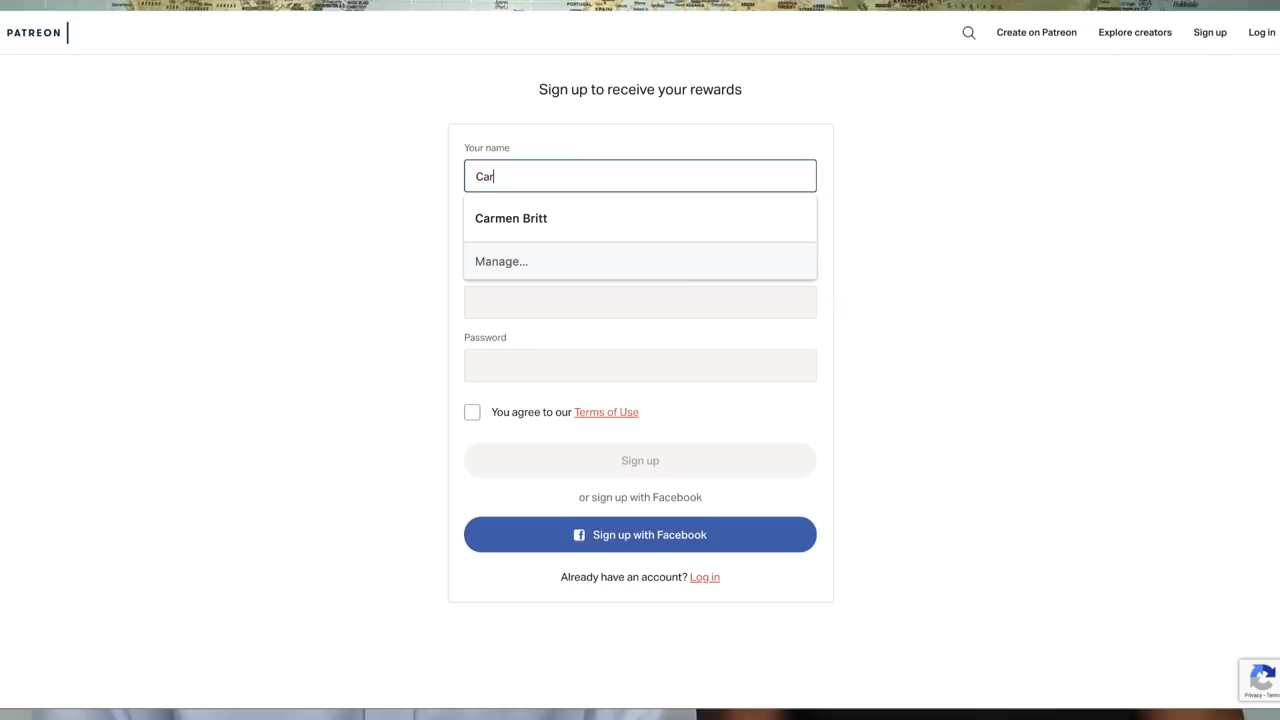 PATREON
Create on Patreon
Explore creators
Sign up
Log in
Sign up to receive your rewards
Your name
Car
Carmen Britt
Manage...
Password
You agree to our Terms of Use
Sign up
or sign up with Facebook
Sign up with Facebook
Already have an account? Log in
Privacy - Term